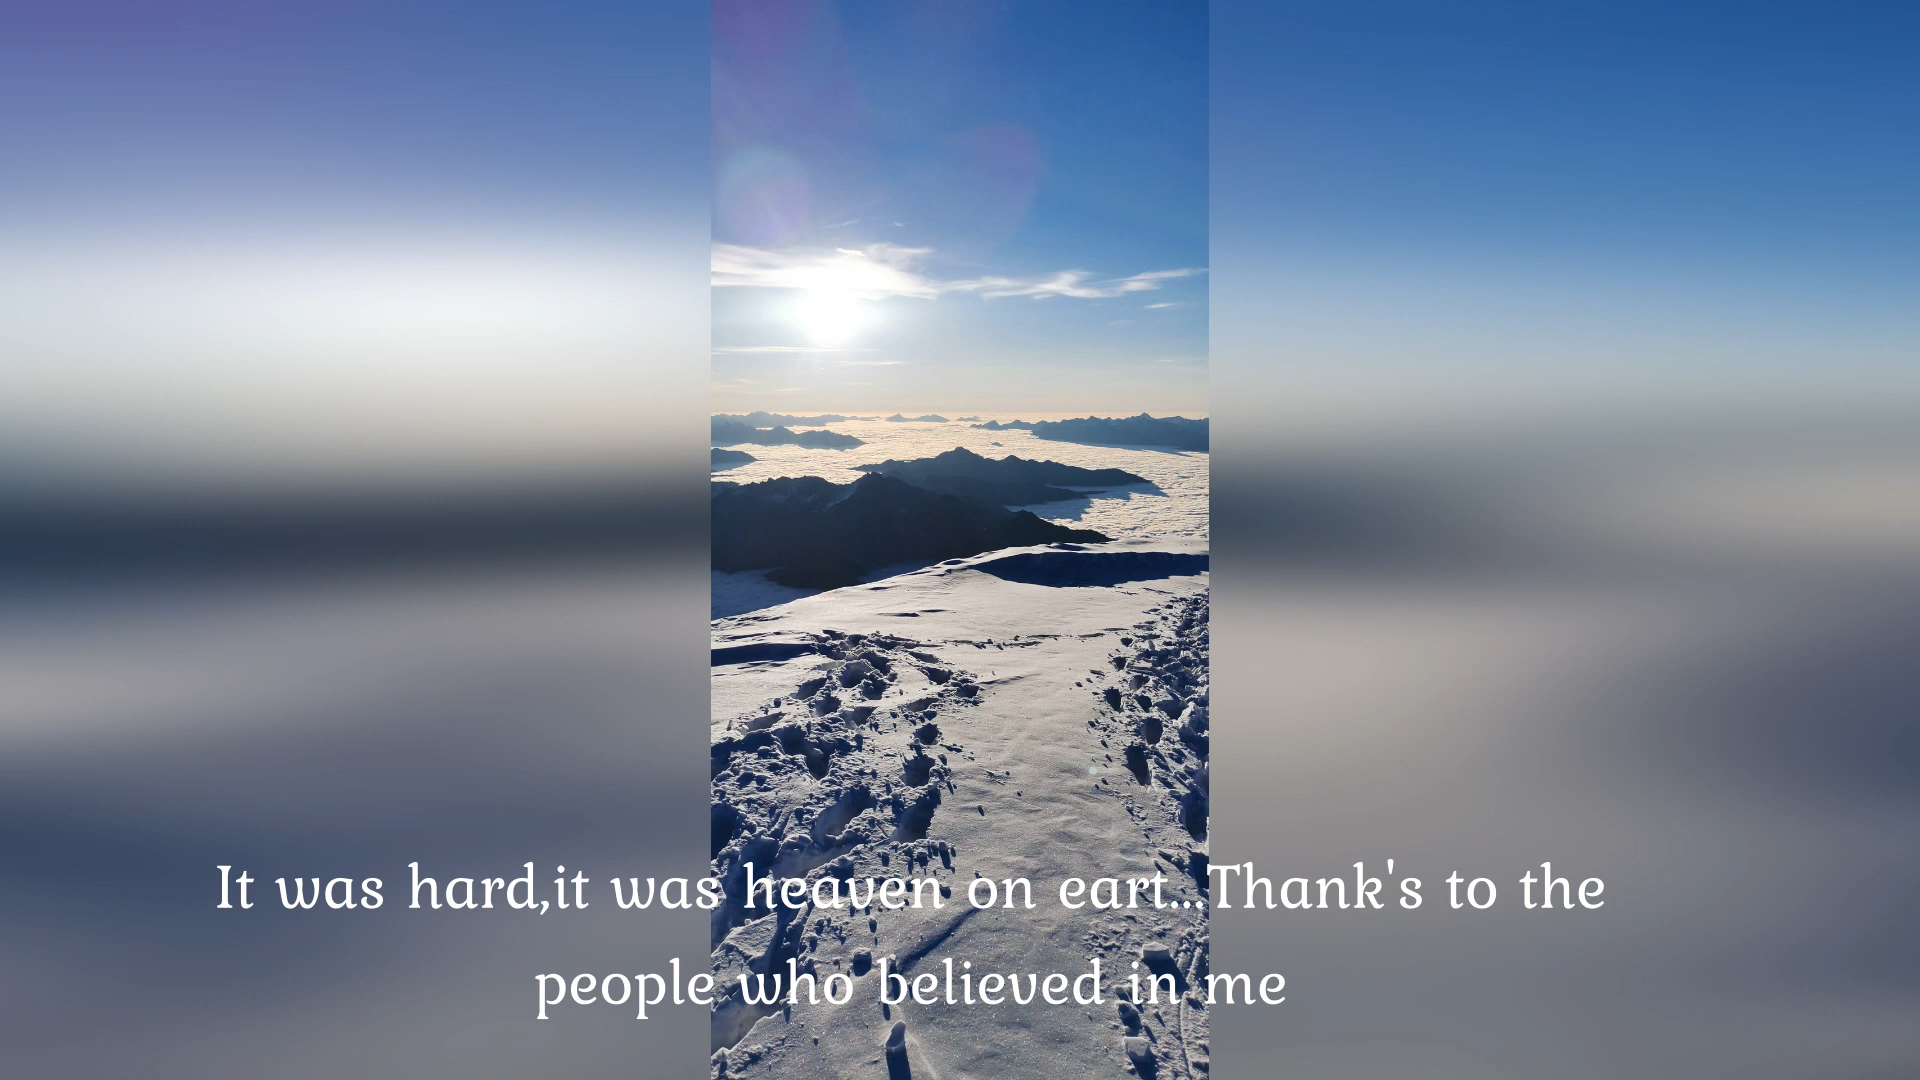 It was hard,it was heaven on eart...Thank's to the
people who believed in me